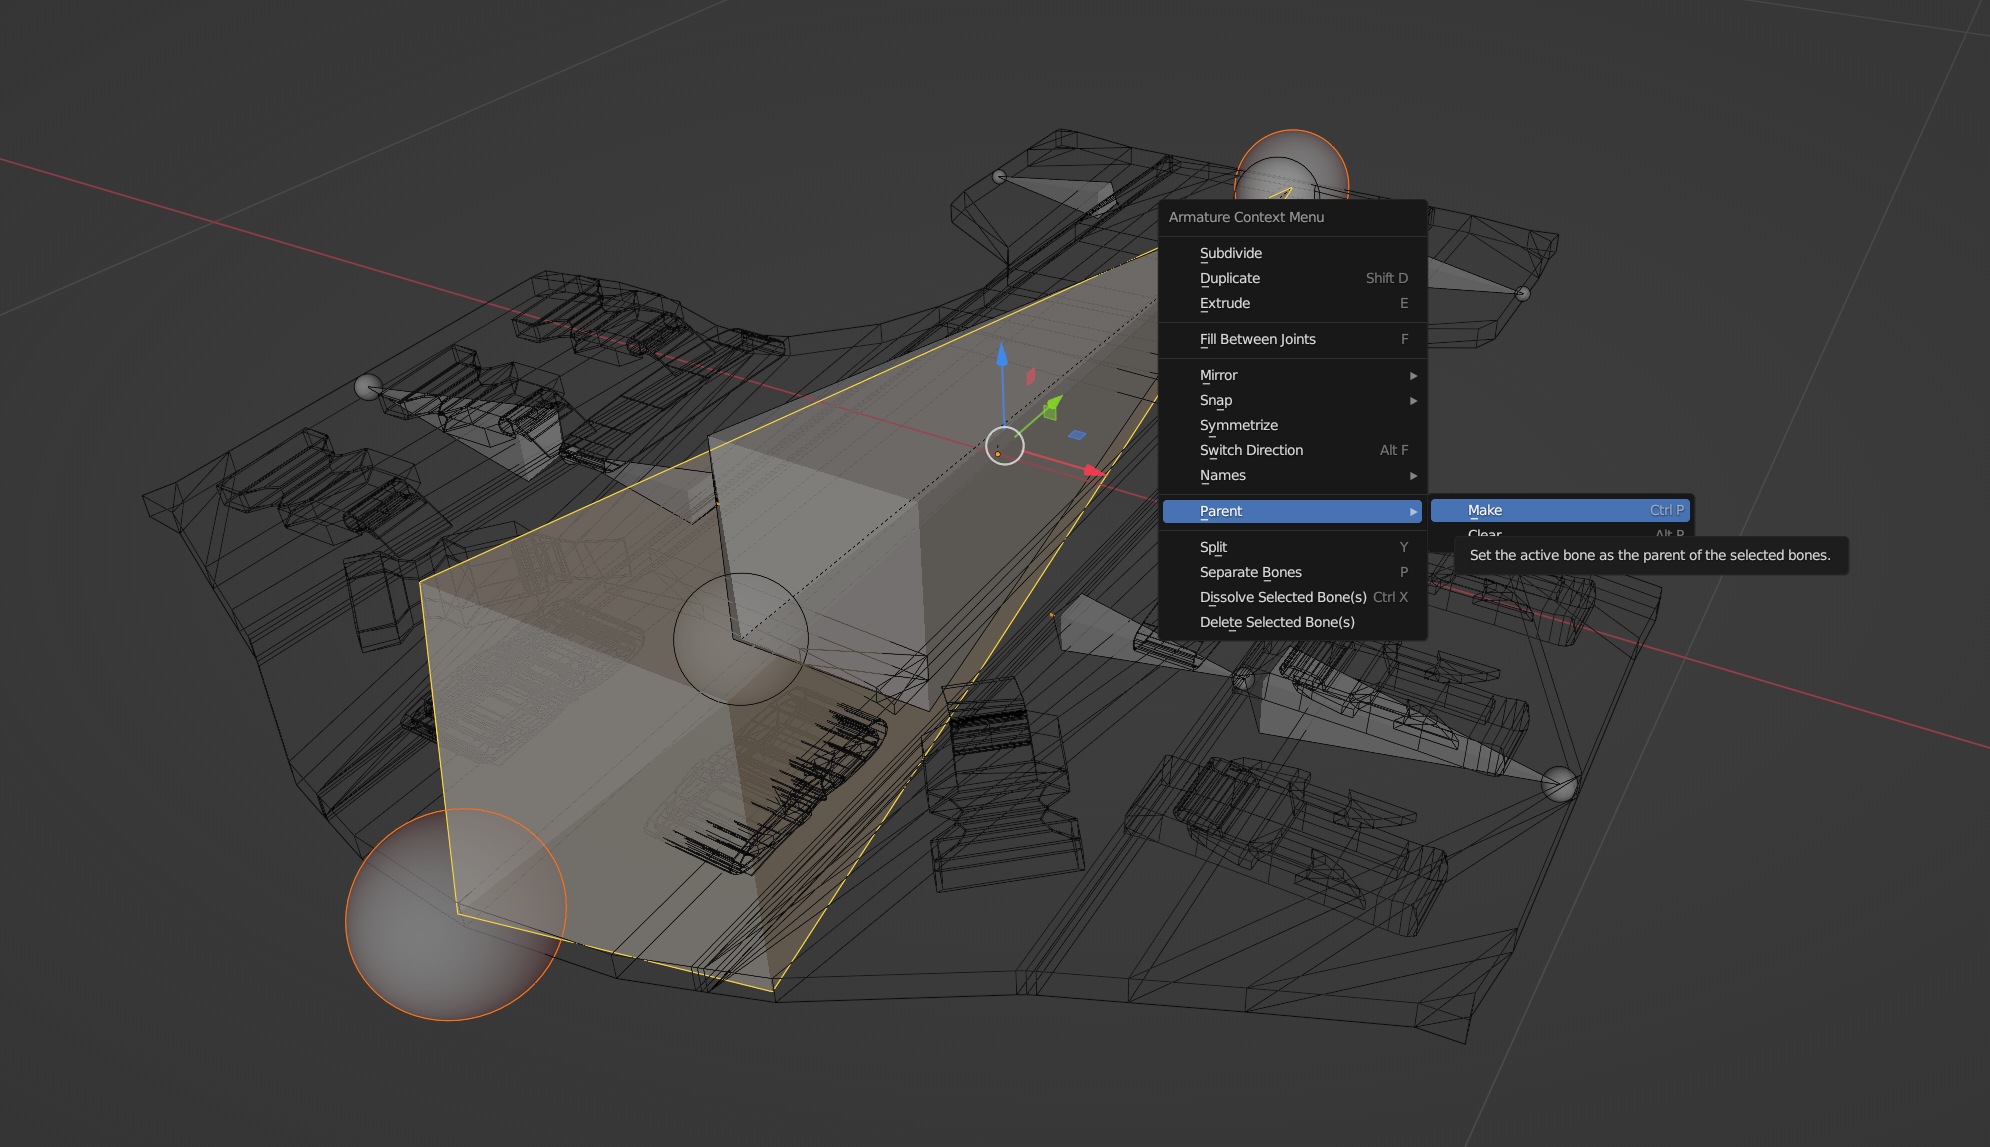 Armature Context Menu
Subdivide
Duplicate Shift D
Extrude E
Fill Between Joints F
Mirror
Snap
Symmetrize
Switch Direction Alt F
Names
Parent
Make Ctrl P
Clear Alt P
Set the active bone as the parent of the selected bones.
Split Y
Separate Bones P
Dissolve Selected Bone(s) Ctrl X
Delete Selected Bone(s)